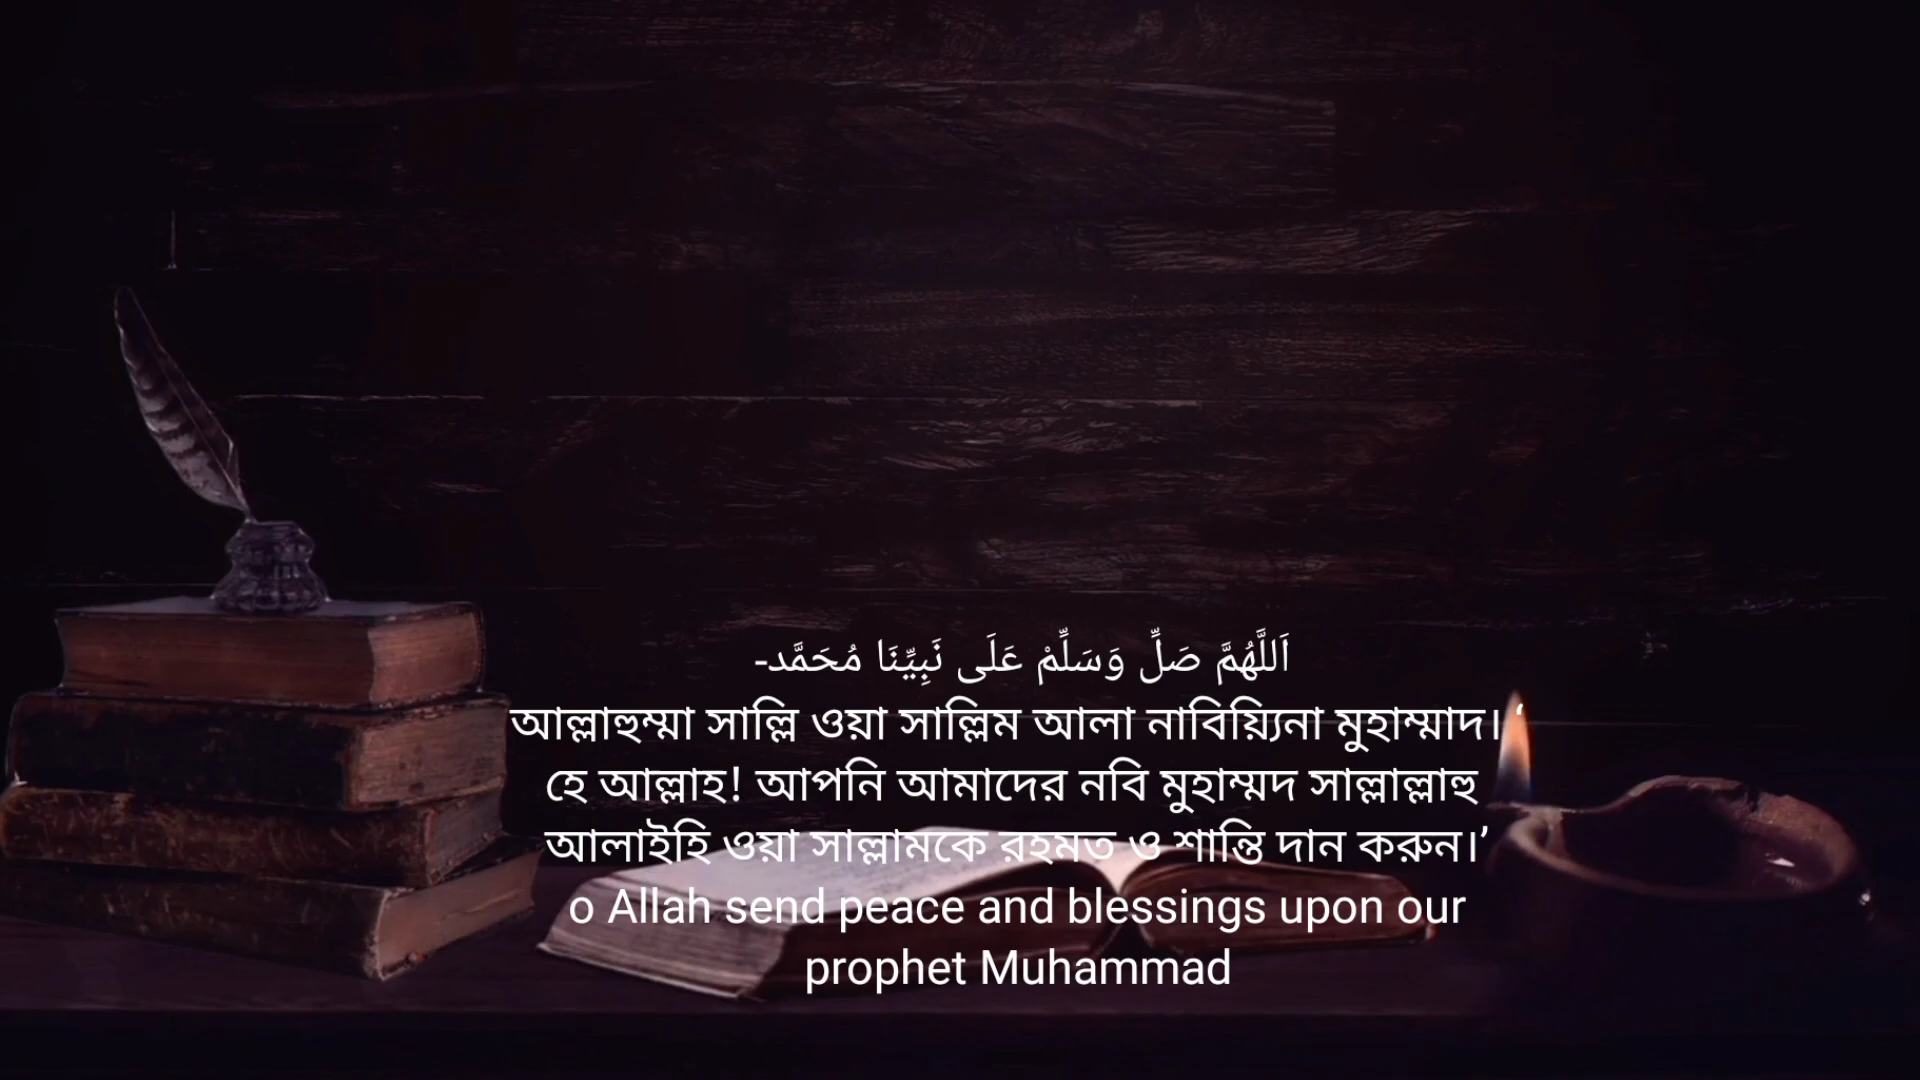 اَللَّهُمَّ صَلِّ وَسَلِّمْ عَلَى نَبِيِّنَا مُحَمَّد-
আল্লাহুম্মা সাল্লি ওয়া সাল্লিম আলা নাবিয়্যিনা মুহাম্মাদ। ‘
হে আল্লাহ! আপনি আমাদের নবি মুহাম্মদ সাল্লাল্লাহু
আলাইহি ওয়া সাল্লামকে রহমত ও শান্তি দান করুন।’
o Allah send peace and blessings upon our
prophet Muhammad